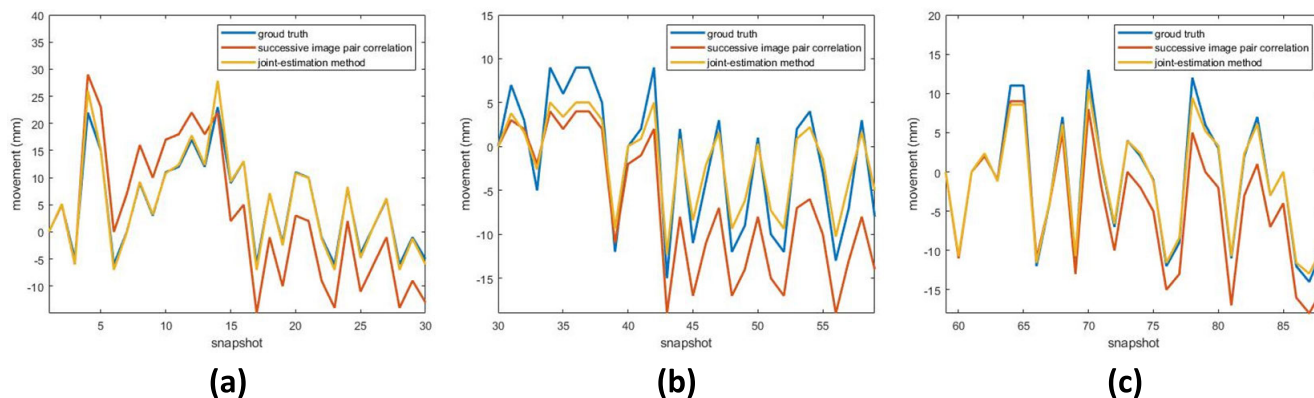 40
35
30
25
20
15
10
5
0
-5
-10
movement (mm)
groud truth
successive image pair correlation
joint-estimation method
5 10 15 20 25 30
snapshot
(a)
15
10
5
0
-5
-10
-15
movement (mm)
groud truth
successive image pair correlation
joint-estimation method
30 35 40 45 50 55
snapshot
(b)
20
15
10
5
0
-5
-10
-15
movement (mm)
groud truth
successive image pair correlation
joint-estimation method
60 65 70 75 80 85
snapshot
(c)